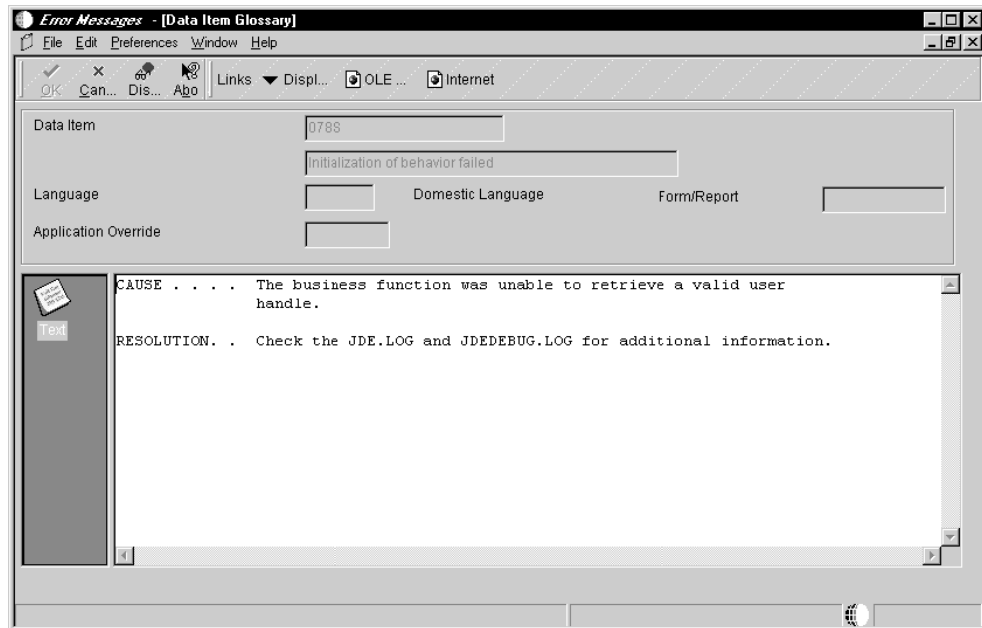 Error Messages - [Data Item Glossary]
File Edit Preferences Window Help
OK Can... Dis... Abo Links Displ... OLE ... Internet
Data Item 078S
Initialization of behavior failed
Language Domestic Language Form/Report
Application Override
Text
CAUSE . . . . The business function was unable to retrieve a valid user
handle.
RESOLUTION. . Check the JDE.LOG and JDEDEBUG.LOG for additional information.